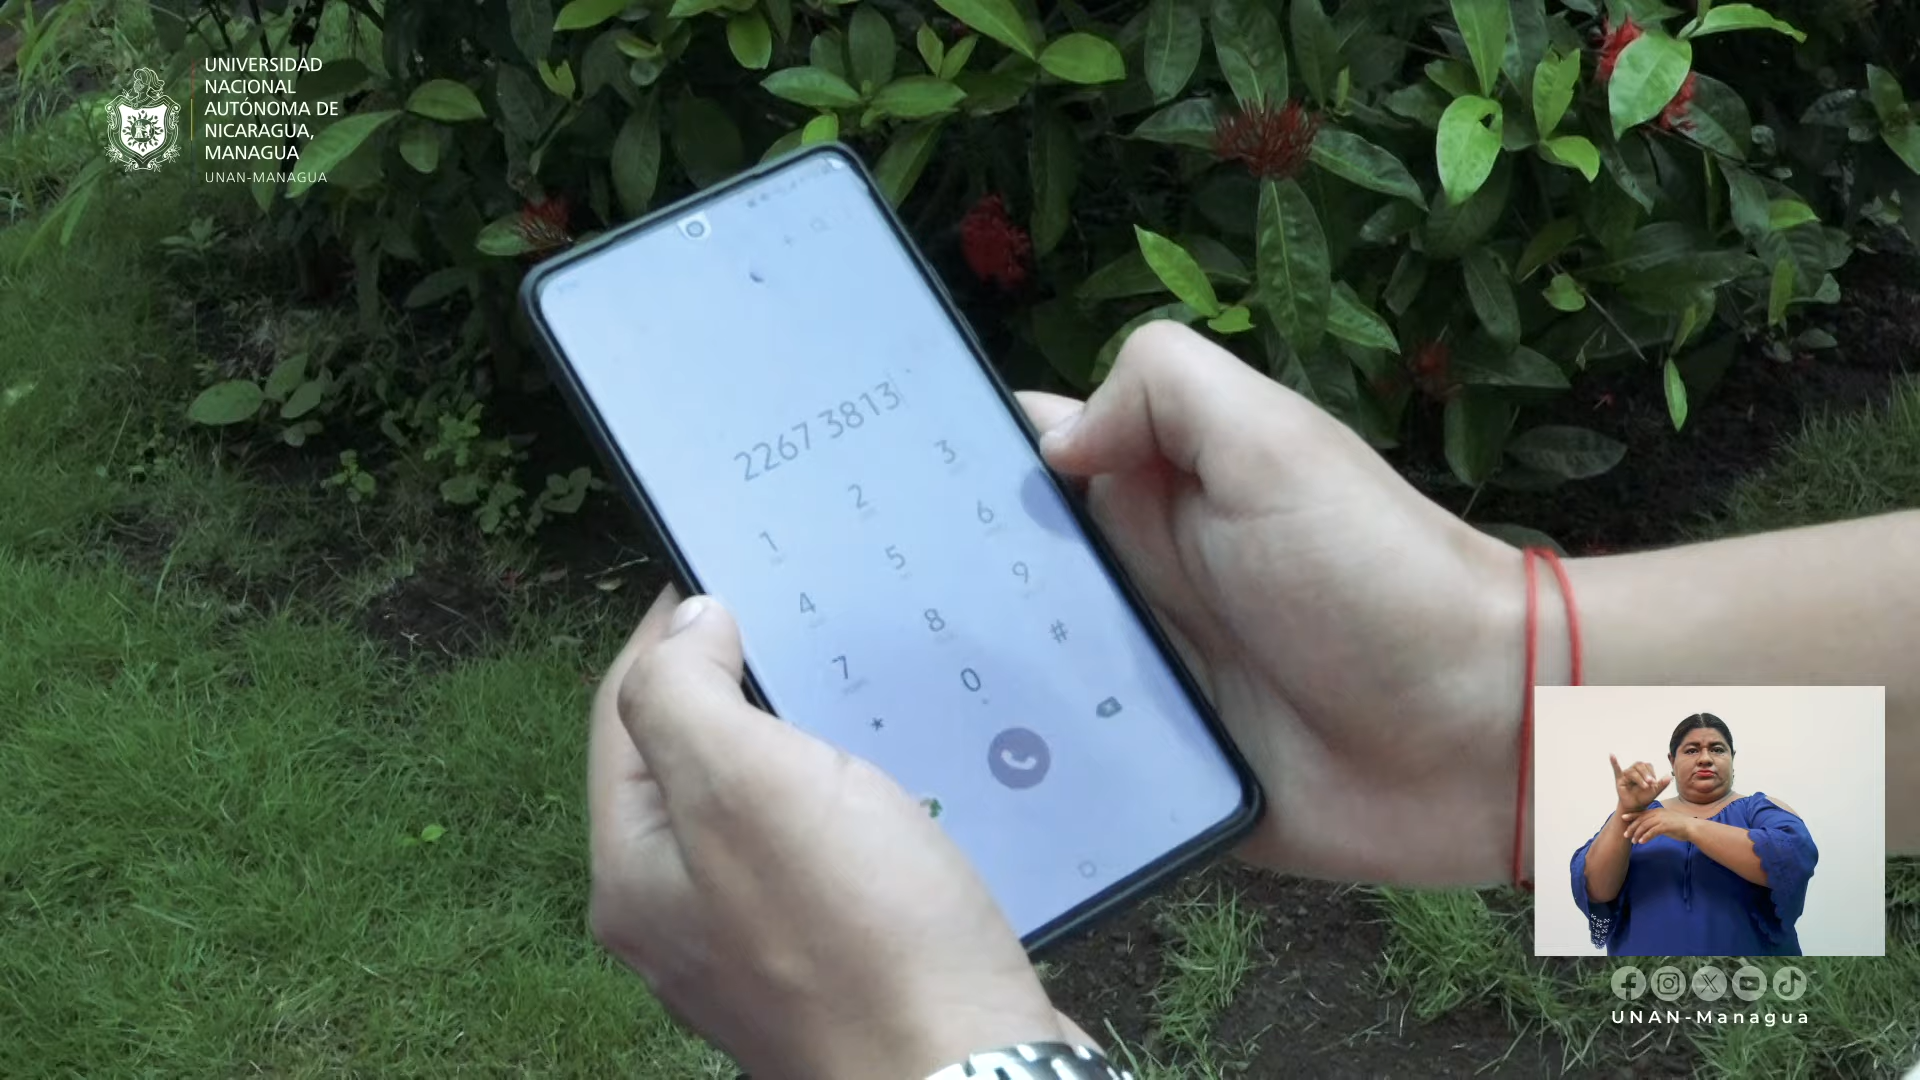 UNIVERSIDAD
NACIONAL
AUTÓNOMA DE
NICARAGUA,
MANAGUA
UNAN-MANAGUA
2267 3813
1 2 3
4 5 6
7 8 9
* 0 #
UNAN-Managua